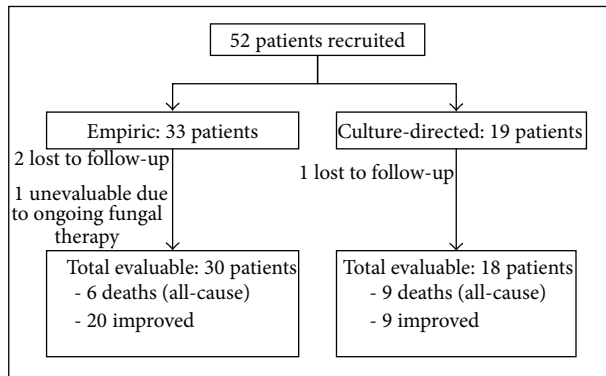 52 patients recruited
Empiric: 33 patients
Culture-directed: 19 patients
2 lost to follow-up
1 lost to follow-up
1 unevaluable due
to ongoing fungal
therapy
Total evaluable: 30 patients
- 6 deaths (all-cause)
- 20 improved
Total evaluable: 18 patients
- 9 deaths (all-cause)
- 9 improved